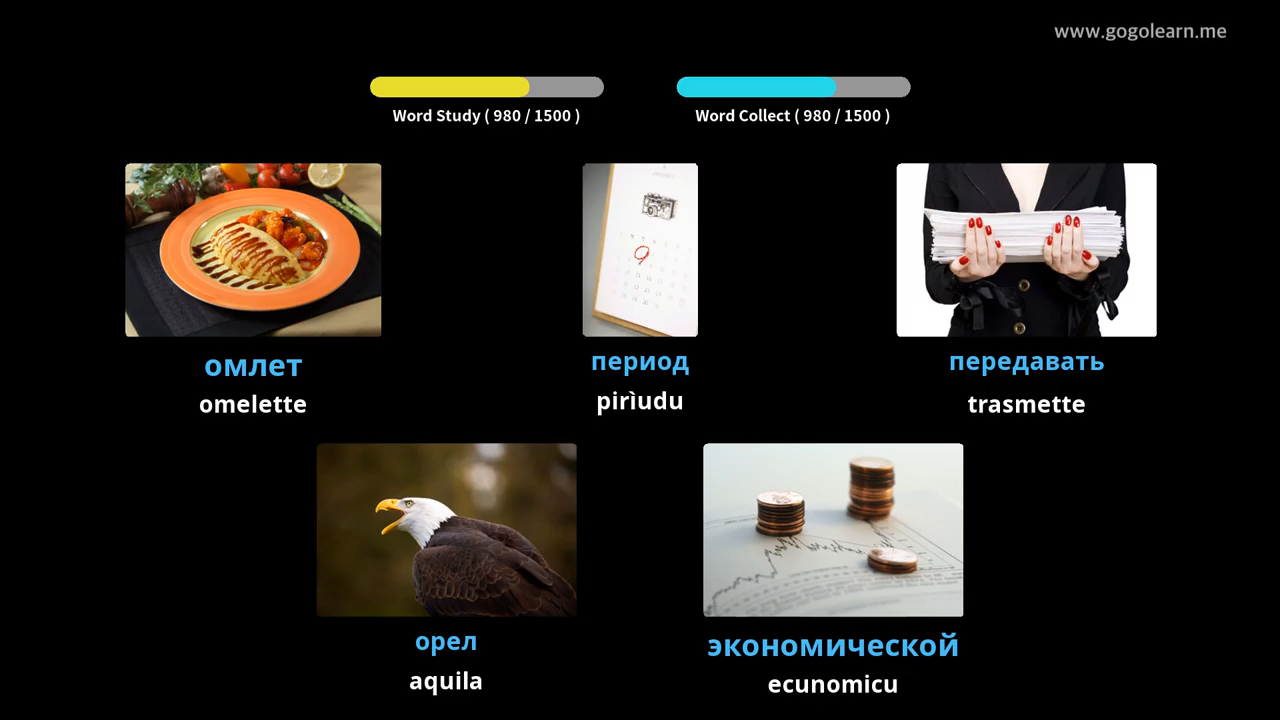 www.gogolearn.me
Word Study ( 980 / 1500 )
Word Collect ( 980 / 1500 )
омлет
omelette
период
pirìudu
передавать
trasmette
орел
aquila
экономической
ecunomicu